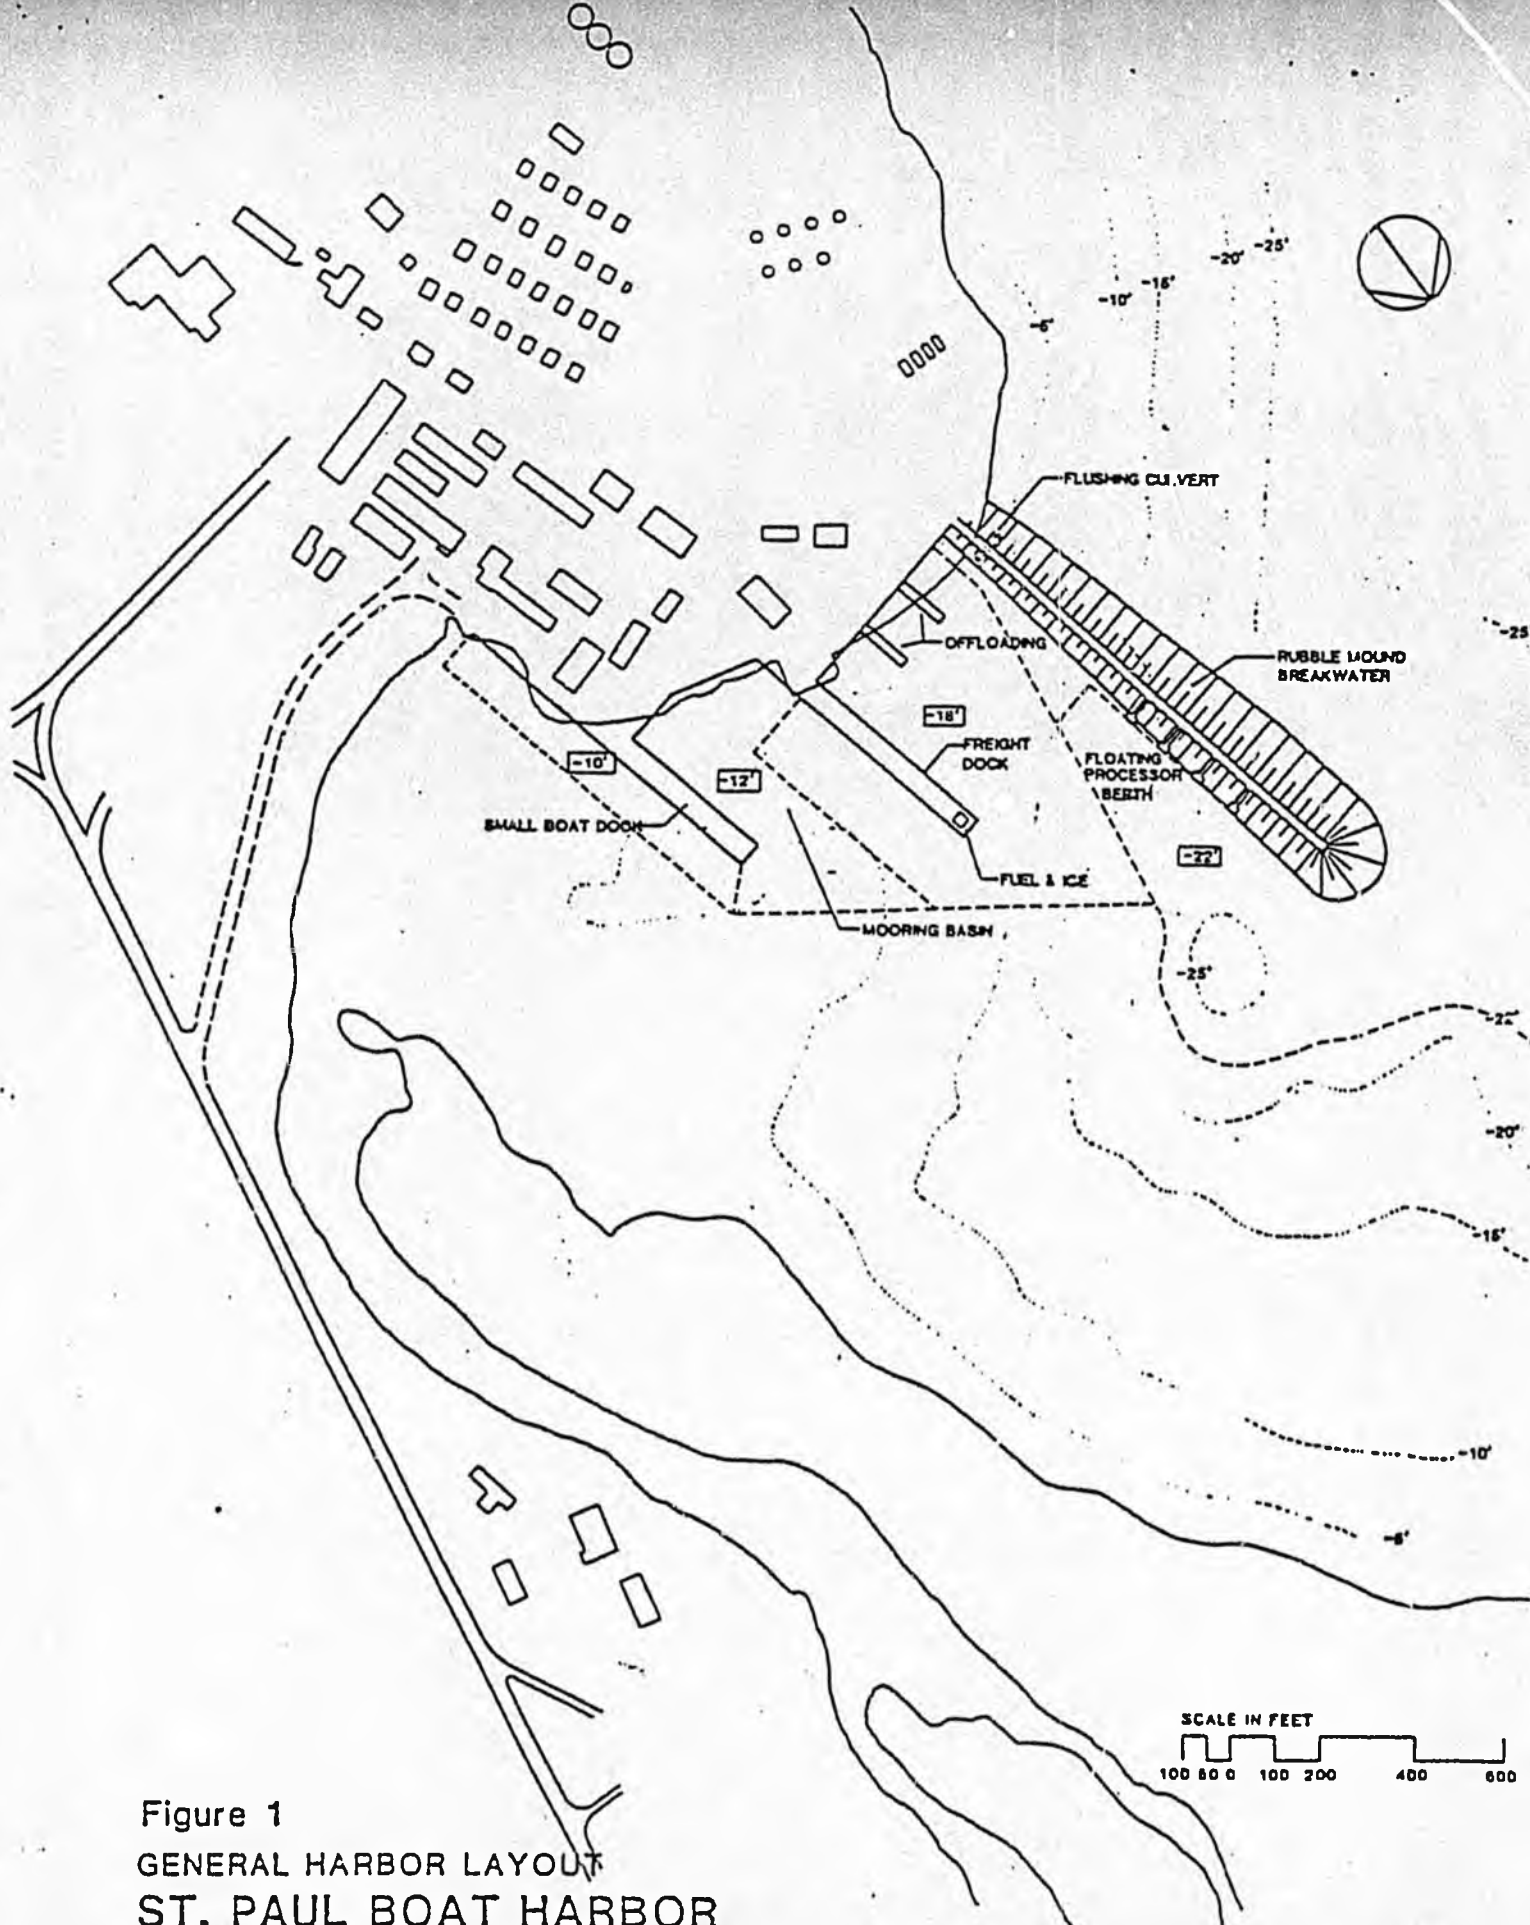 -25'
-20'
-15'
-10'
-5'
FLUSHING CULVERT
OFFLOADING
-25
RUBBLE MOUND
BREAKWATER
-18'
FREIGHT
DOCK
-10'
-12'
FLOATING
PROCESSOR
BERTH
SMALL BOAT DOCK
-22'
FUEL & ICE
MOORING BASIN
-25'
-22'
-20'
-15'
-10'
-5'
SCALE IN FEET
100 50 0 100 200 400 600
Figure 1
GENERAL HARBOR LAYOUT
ST. PAUL BOAT HARBOR